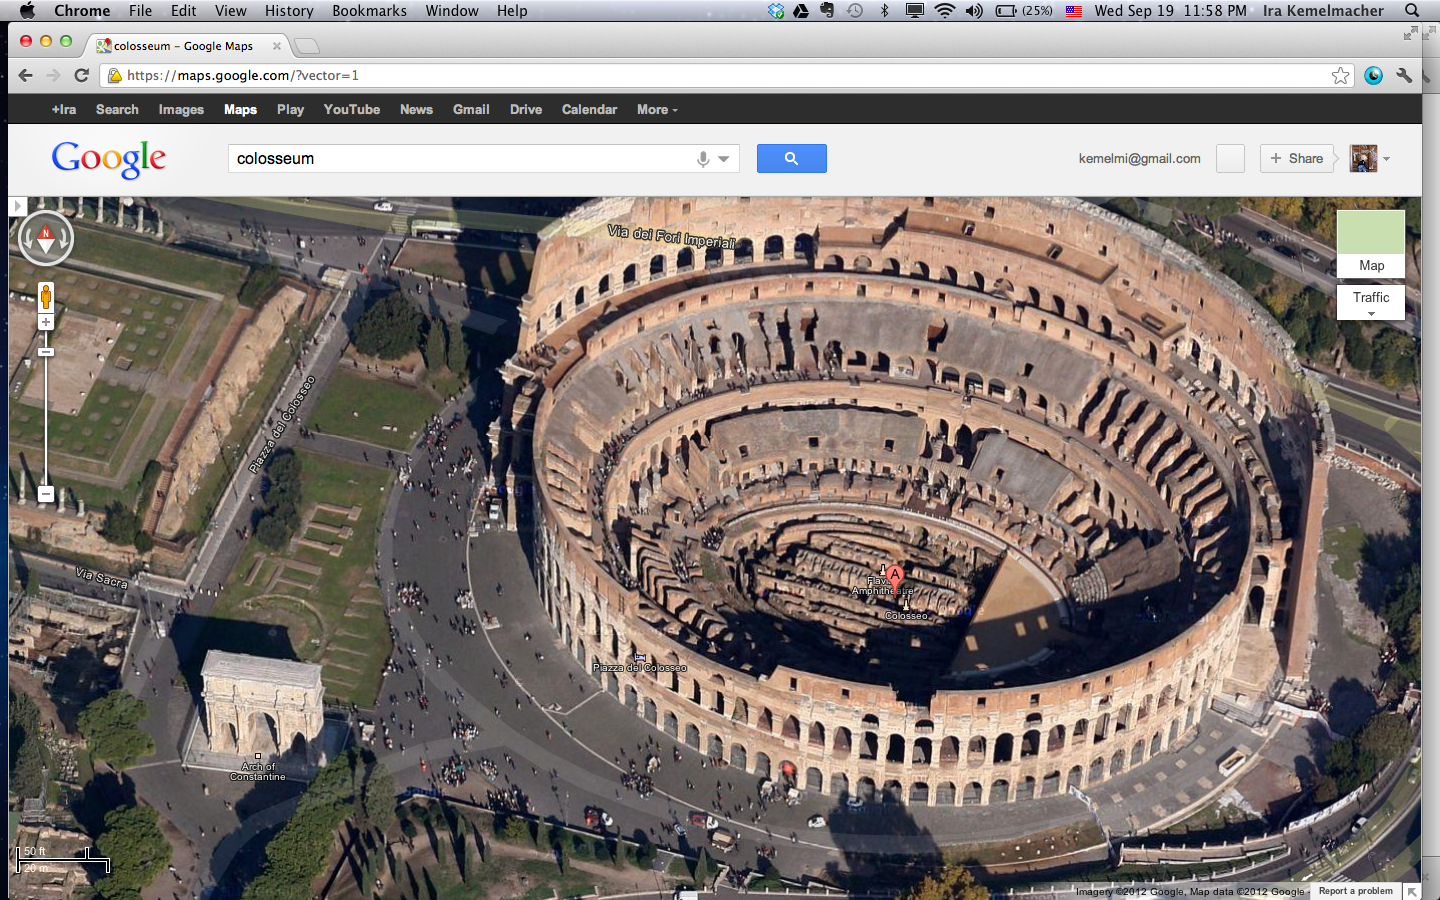 Chrome File Edit View History Bookmarks Window Help (25%) Wed Sep 19 11:58 PM Ira Kemelmacher
colosseum - Google Maps
https://maps.google.com/?vector=1
+Ira Search Images Maps Play YouTube News Gmail Drive Calendar More
Google colosseum kemelmi@gmail.com + Share
N
Via dei Fori Imperiali
Map
Traffic
Piazza del Colosseo
Via Sacra
A
Flav
Amphitheatre
Colosseo
Piazza del Colosseo
Arch of
Constantine
50 ft
20 m
Imagery ©2012 Google, Map data ©2012 Google - Report a problem